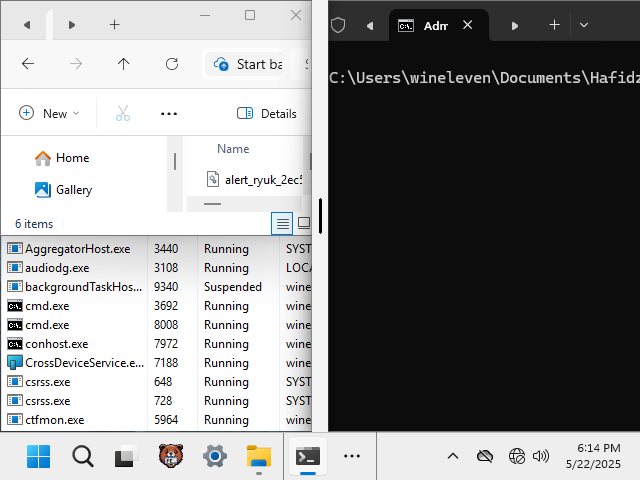 Start ba
New
Details
Home
Gallery
Name
alert_ryuk_2ec5
6 items
AggregatorHost.exe 3440 Running SYST
audiodg.exe 3108 Running LOCA
backgroundTaskHos... 9340 Suspended wine
cmd.exe 3692 Running wine
cmd.exe 8008 Running wine
conhost.exe 7972 Running wine
CrossDeviceService.e... 7188 Running wine
csrss.exe 648 Running SYST
csrss.exe 728 Running SYST
ctfmon.exe 5964 Running wine
Adm
C:\Users\wineleven\Documents\Hafidz
6:14 PM
5/22/2025